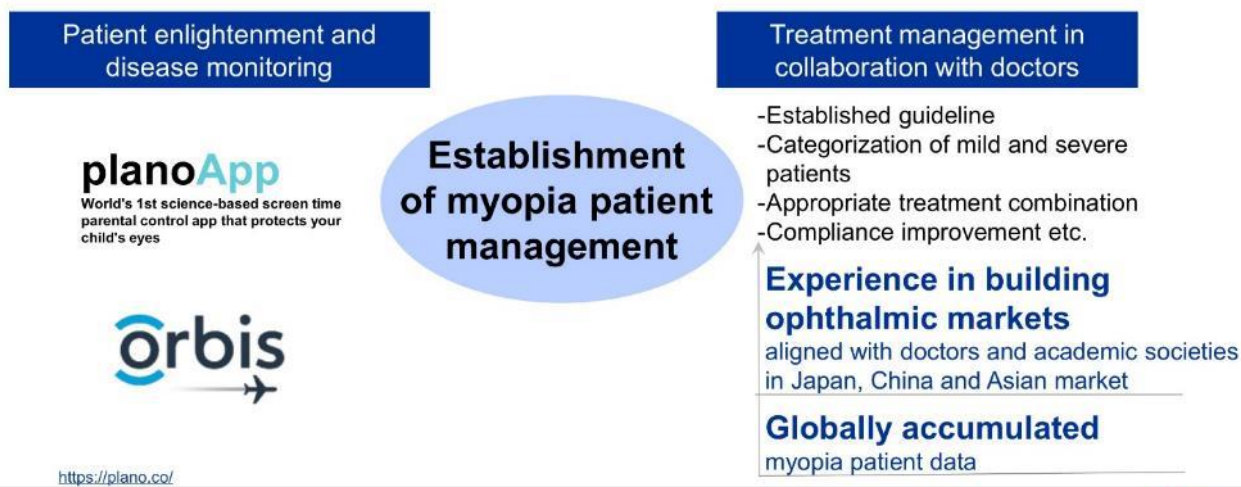 Patient enlightenment and
disease monitoring
planoApp
World's 1st science-based screen time
parental control app that protects your
child's eyes
orbis
https://plano.co/
Establishment
of myopia patient
management
Treatment management in
collaboration with doctors
-Established guideline
-Categorization of mild and severe
patients
-Appropriate treatment combination
-Compliance improvement etc.
Experience in building
ophthalmic markets
aligned with doctors and academic societies
in Japan, China and Asian market
Globally accumulated
myopia patient data